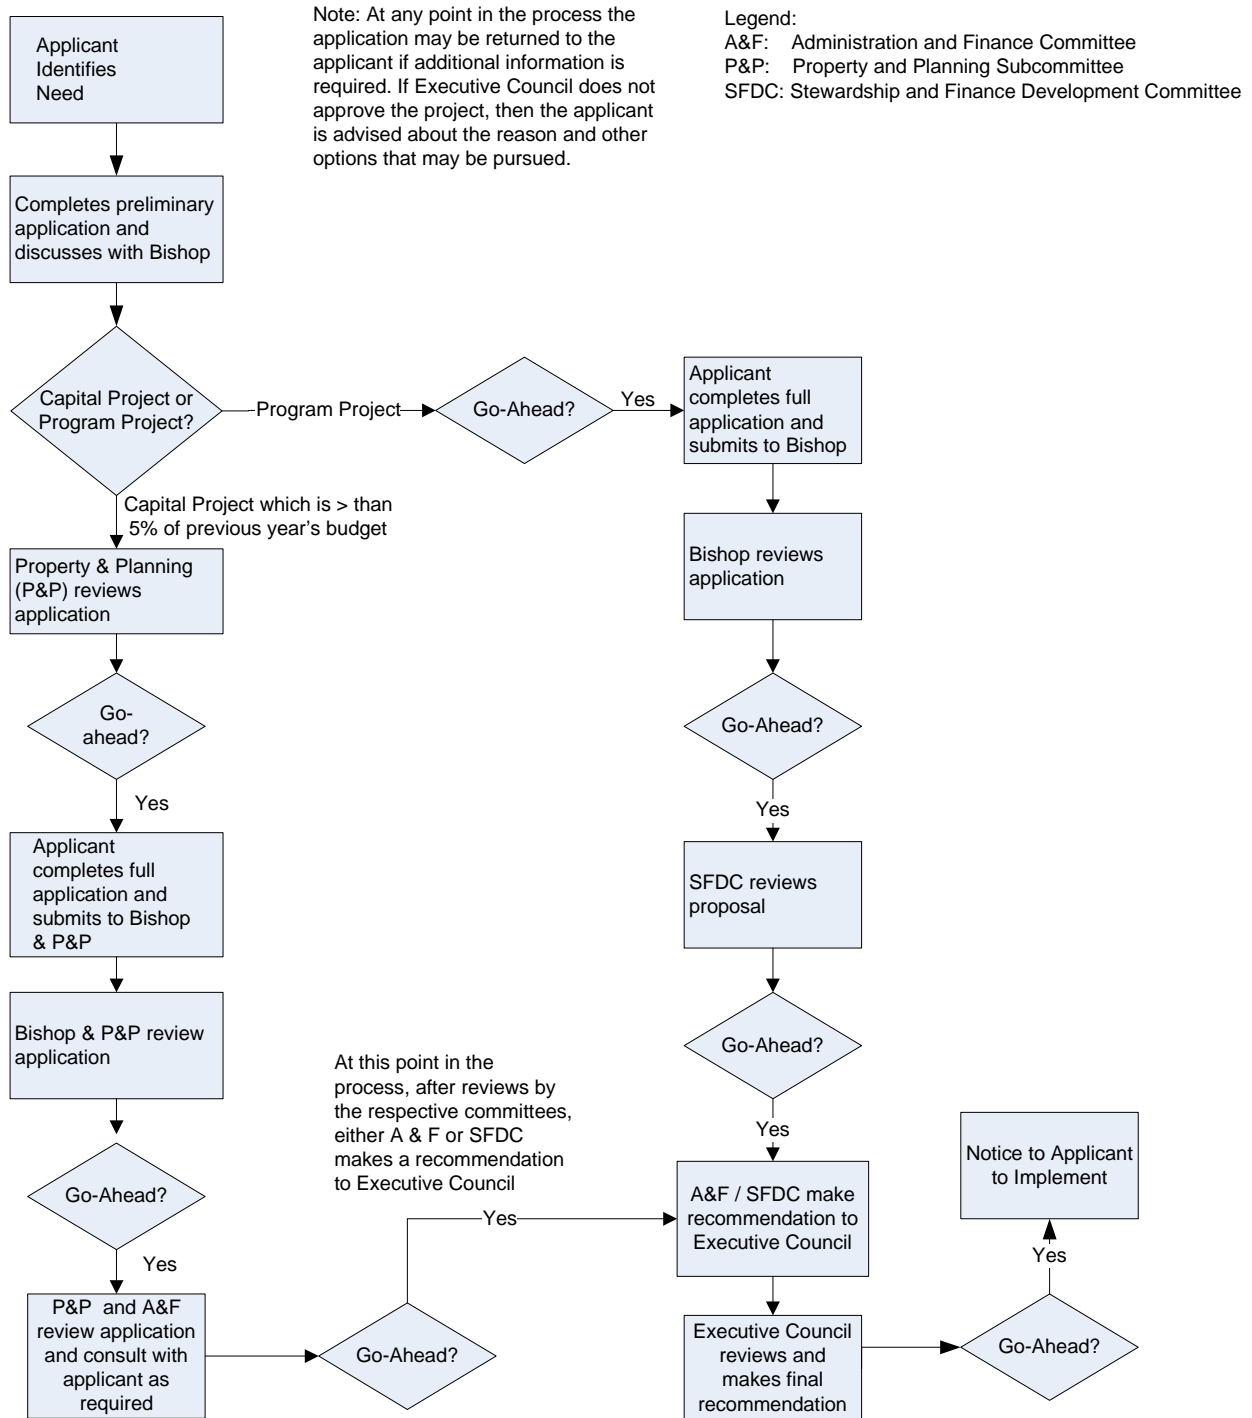 Applicant
Identifies
Need
Note: At any point in the process the
application may be returned to the
applicant if additional information is
required. If Executive Council does not
approve the project, then the applicant
is advised about the reason and other
options that may be pursued.
Legend:
A&F: Administration and Finance Committee
P&P: Property and Planning Subcommittee
SFDC: Stewardship and Finance Development Committee
Completes preliminary
application and
discusses with Bishop
Capital Project or
Program Project?
Program Project
Go-Ahead?
Yes
Applicant
completes full
application and
submits to Bishop
Capital Project which is > than
5% of previous year's budget
Property & Planning
(P&P) reviews
application
Go-
ahead?
Yes
Applicant
completes full
application and
submits to Bishop
& P&P
Bishop & P&P review
application
Go-Ahead?
Yes
P&P and A&F
review application
and consult with
applicant as
required
Go-Ahead?
Yes
At this point in the
process, after reviews by
the respective committees,
either A & F or SFDC
makes a recommendation
to Executive Council
Bishop reviews
application
Go-Ahead?
Yes
SFDC reviews
proposal
Go-Ahead?
Yes
A&F / SFDC make
recommendation to
Executive Council
Executive Council
reviews and
makes final
recommendation
Go-Ahead?
Yes
Notice to Applicant
to Implement